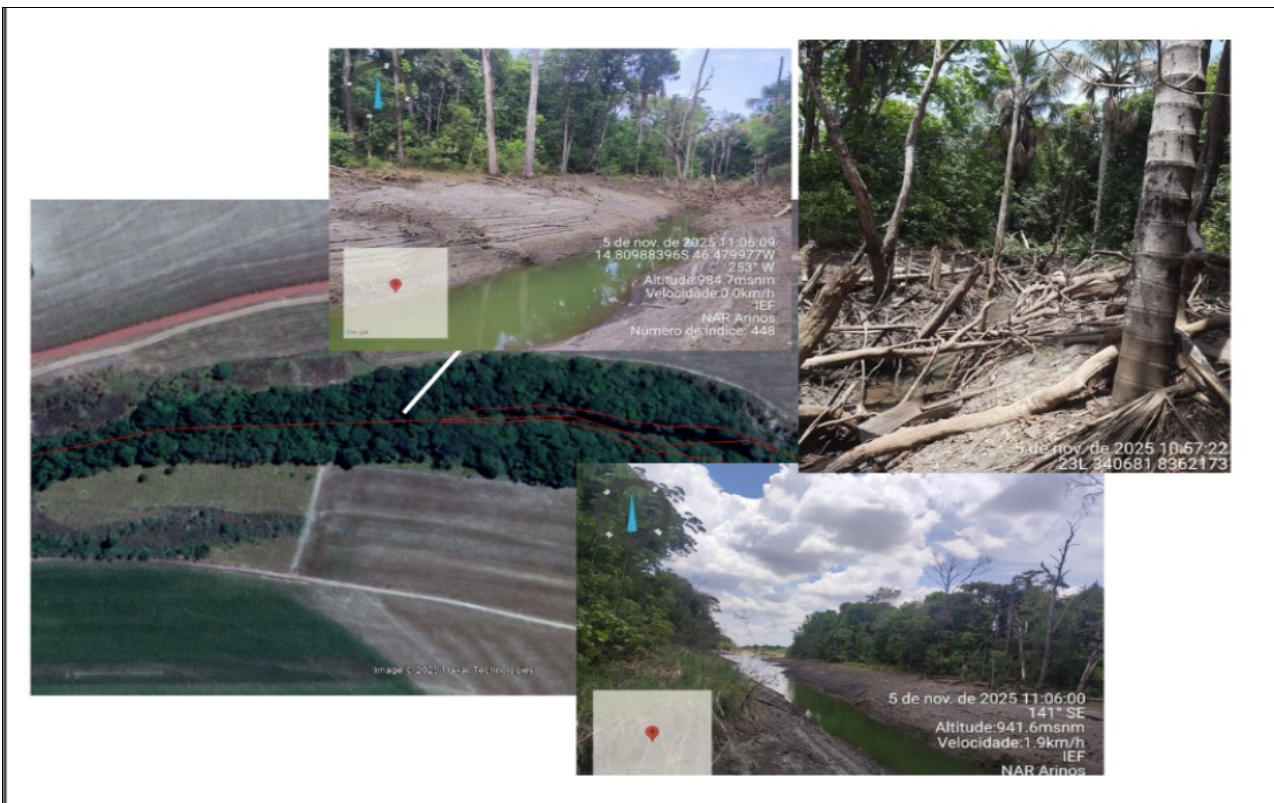 5 de nov. de 2025 11:06:09
14.80988396S 46.479977W
253° W
Altitude:984.7msnm
Velocidade:0.0km/h
IEF
NAR Arinos
Número de índice: 448
Google
5 de nov. de 2025 10:57:22
23L 340681 8362173
Image © 2025 Maxar Technologies
5 de nov. de 2025 11:06:00
141° SE
Altitude:941.6msnm
Velocidade:1.9km/h
IEF
NAR Arinos